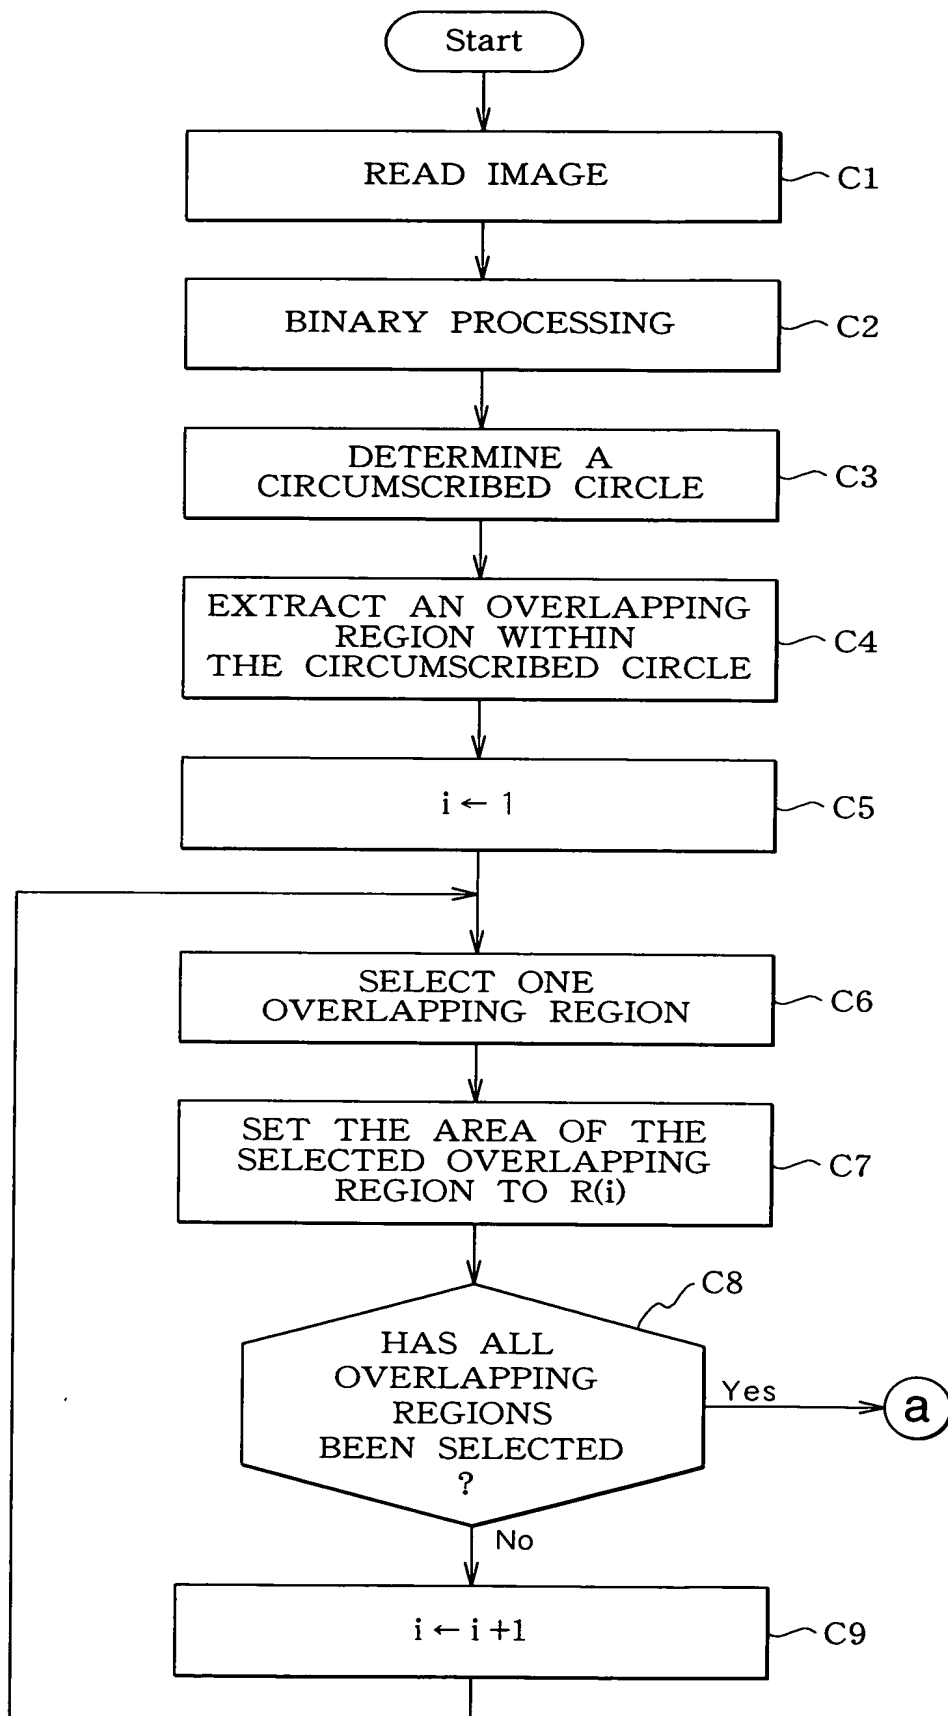 Start
READ IMAGE
C1
BINARY PROCESSING
C2
DETERMINE A
CIRCUMSCRIBED CIRCLE
C3
EXTRACT AN OVERLAPPING
REGION WITHIN
THE CIRCUMSCRIBED CIRCLE
C4
i ← 1
C5
SELECT ONE
OVERLAPPING REGION
C6
SET THE AREA OF THE
SELECTED OVERLAPPING
REGION TO R(i)
C7
C8
HAS ALL
OVERLAPPING
REGIONS
BEEN SELECTED
?
Yes
a
No
i ← i +1
C9